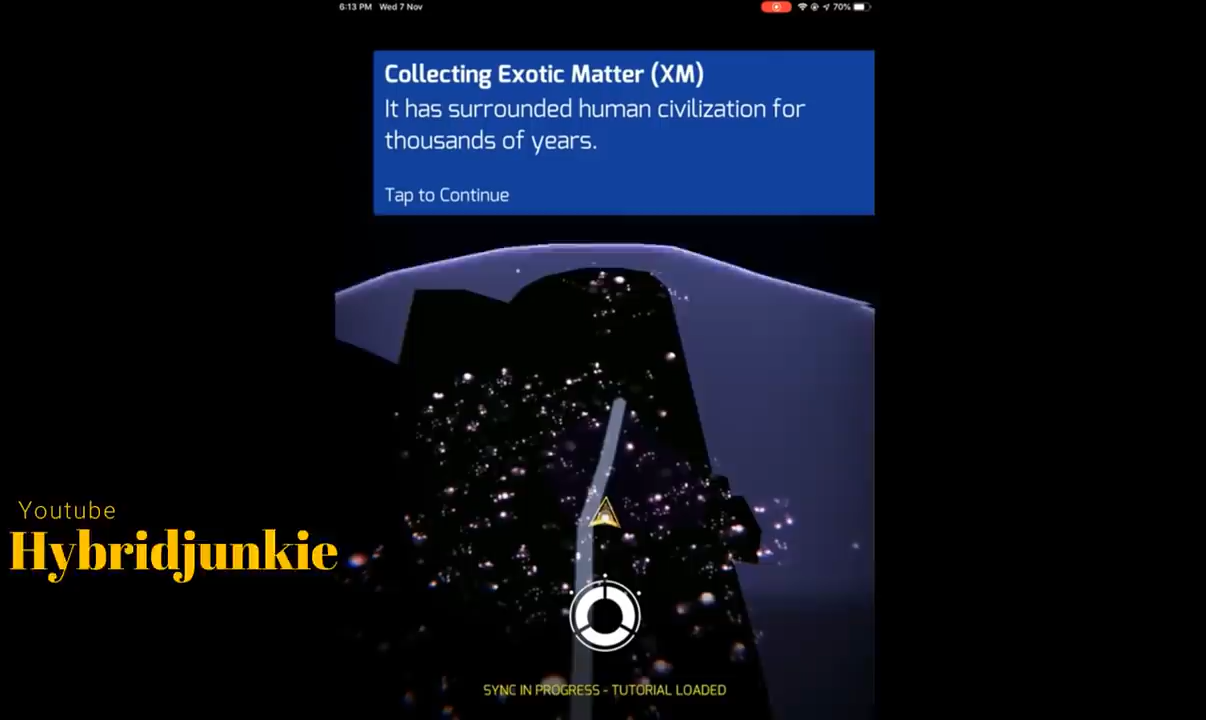 6:13 PM Wed 7 Nov
70%
Collecting Exotic Matter (XM)
It has surrounded human civilization for
thousands of years.
Tap to Continue
Youtube
Hybridjunkie
SYNC IN PROGRESS - TUTORIAL LOADED